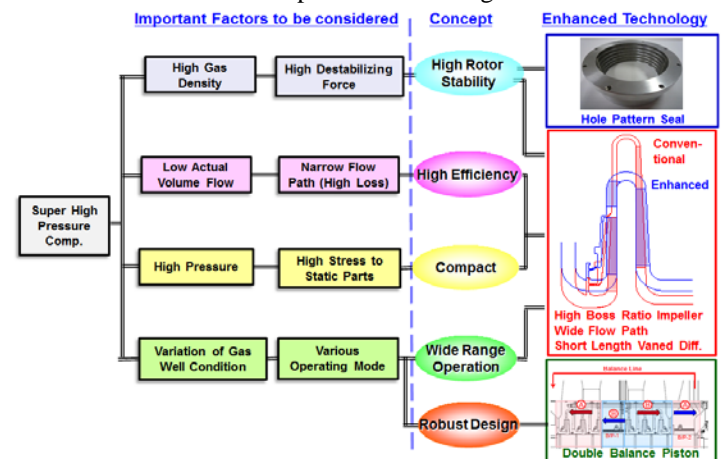 Important Factors to be considered
Concept
Enhanced Technology
High Gas
Density
High Destabilizing
Force
High Rotor
Stability
Hole Pattern Seal
Low Actual
Volume Flow
Narrow Flow
Path (High Loss)
High Efficiency
Conven-
tional
Enhanced
Super High
Pressure
Comp.
High Pressure
High Stress to
Static Parts
Compact
High Boss Ratio Impeller
Wide Flow Path
Short Length Vaned Diff.
Variation of Gas
Well Condition
Various
Operating Mode
Wide Range
Operation
Robust Design
Balance Line
A
B
B
A
B/P-1
B/P-2
Double Balance Piston